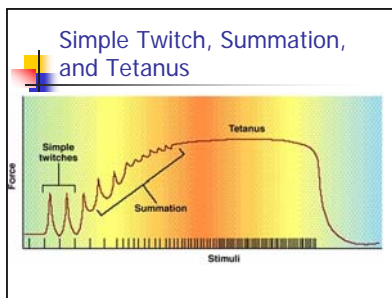 Simple Twitch, Summation,
and Tetanus
Tetanus
Simple
twitches
Summation
Force
Stimuli